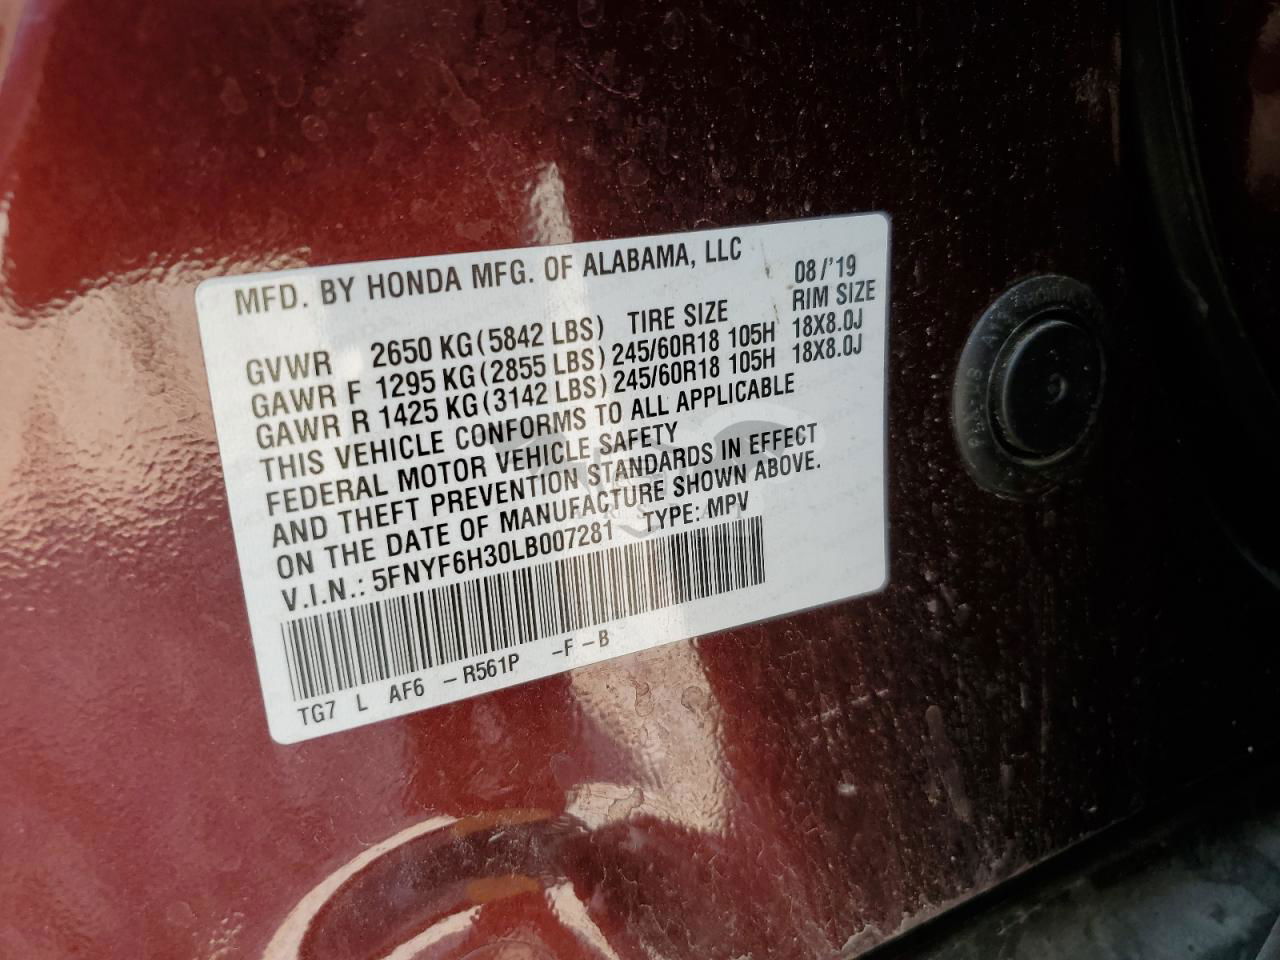 MFD. BY HONDA MFG. OF ALABAMA, LLC
08/'19
GVWR 2650 KG(5842 LBS) TIRE SIZE RIM SIZE
GAWR F 1295 KG(2855 LBS) 245/60R18 105H 18X8.0J
GAWR R 1425 KG(3142 LBS) 245/60R18 105H 18X8.0J
THIS VEHICLE CONFORMS TO ALL APPLICABLE
FEDERAL MOTOR VEHICLE SAFETY
AND THEFT PREVENTION STANDARDS IN EFFECT
ON THE DATE OF MANUFACTURE SHOWN ABOVE.
V.I.N.: 5FNYF6H30LB007281 TYPE: MPV
TG7 L AF6 -R561P -F-B